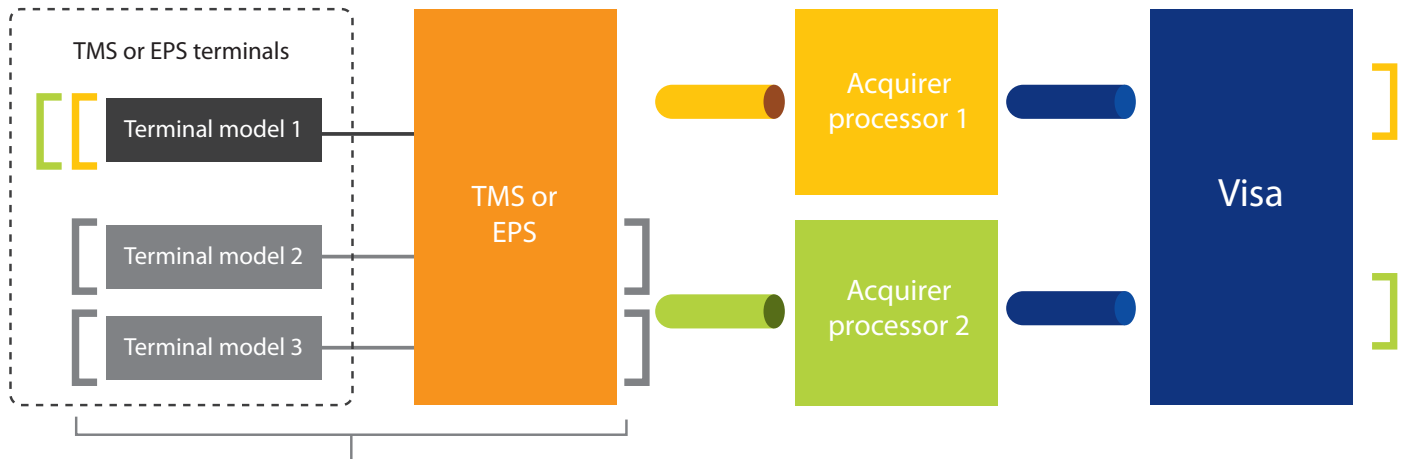 TMS or EPS terminals
Terminal model 1
Terminal model 2
Terminal model 3
TMS or
EPS
Acquirer
processor 1
Acquirer
processor 2
Visa